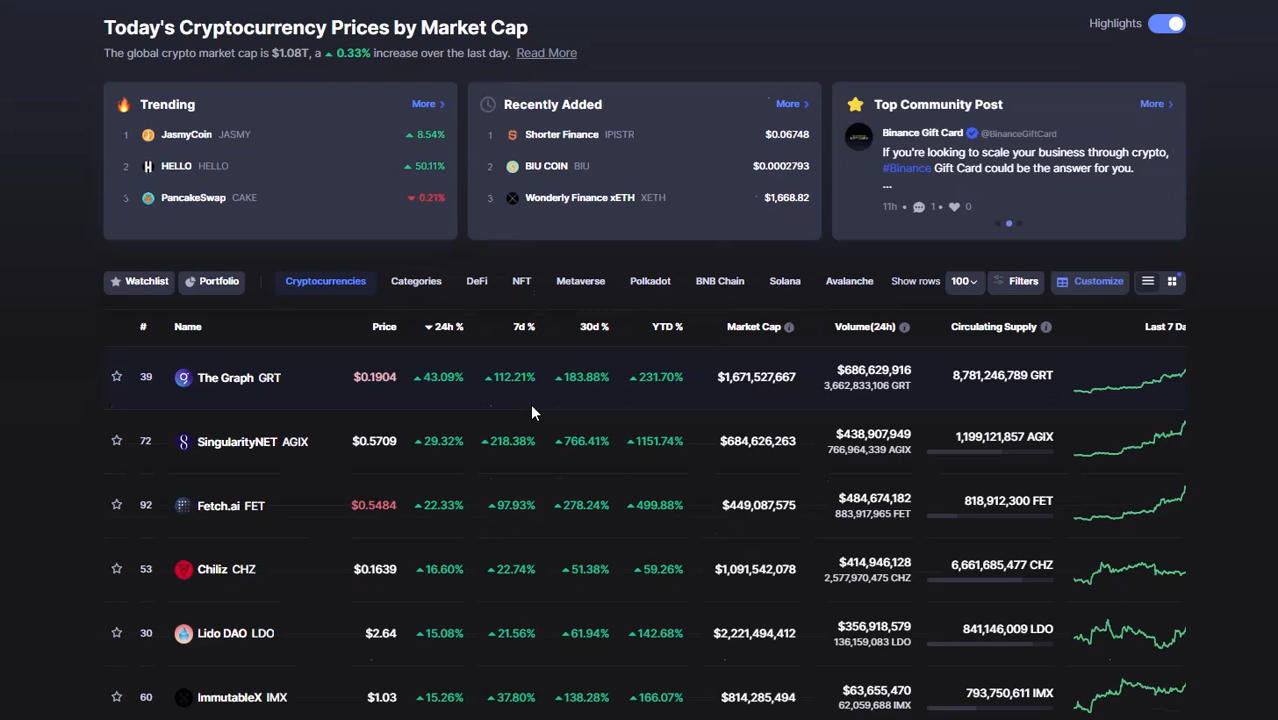 Today's Cryptocurrency Prices by Market Cap
Highlights
The global crypto market cap is $1.08T, a 0.33% increase over the last day. Read More
Trending
More
1 JasmyCoin JASMY 8.54%
2 HELLO HELLO 50.11%
3 PancakeSwap CAKE 0.21%
Recently Added
More
1 Shorter Finance IPISTR $0.06748
2 BIU COIN BIU $0.0002793
3 Wonderly Finance xETH XETH $1,668.82
Top Community Post
More
Binance Gift Card @BinanceGiftCard
If you're looking to scale your business through crypto,
#Binance Gift Card could be the answer for you.
...
11h • 1 • 0
Watchlist Portfolio Cryptocurrencies Categories DeFi NFT Metaverse Polkadot BNB Chain Solana Avalanche Show rows 100 Filters Customize
# Name Price 24h % 7d % 30d % YTD % Market Cap Volume(24h) Circulating Supply Last 7 Da
39 The Graph GRT $0.1904 43.09% 112.21% 183.88% 231.70% $1,671,527,667 $686,629,916 8,781,246,789 GRT
3,662,833,106 GRT
72 SingularityNET AGIX $0.5709 29.32% 218.38% 766.41% 1151.74% $684,626,263 $438,907,949 1,199,121,857 AGIX
766,964,339 AGIX
92 Fetch.ai FET $0.5484 22.33% 97.93% 278.24% 499.88% $449,087,575 $484,674,182 818,912,300 FET
883,917,965 FET
53 Chiliz CHZ $0.1639 16.60% 22.74% 51.38% 59.26% $1,091,542,078 $414,946,128 6,661,685,477 CHZ
2,577,970,475 CHZ
30 Lido DAO LDO $2.64 15.08% 21.56% 61.94% 142.68% $2,221,494,412 $356,918,579 841,146,009 LDO
136,159,083 LDO
60 ImmutableX IMX $1.03 15.26% 37.80% 138.28% 166.07% $814,285,494 $63,655,470 793,750,611 IMX
62,059,688 IMX